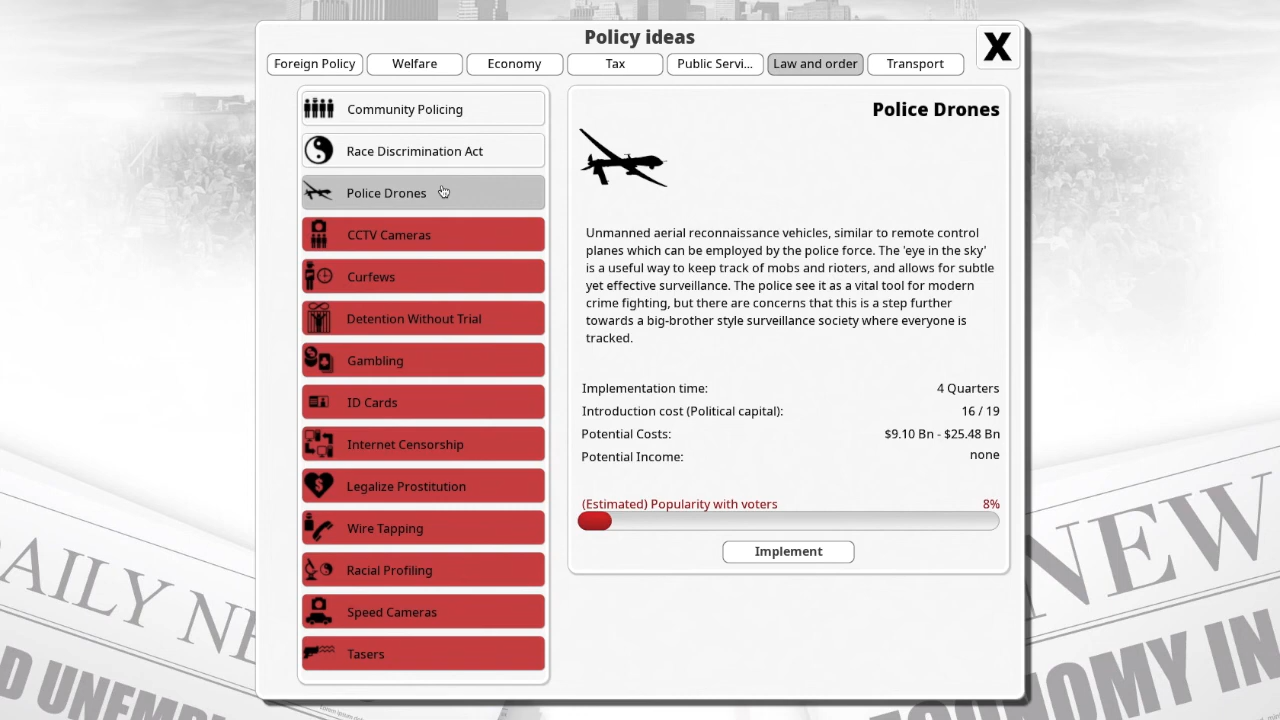 Policy ideas
X
Foreign Policy
Welfare
Economy
Tax
Public Servi...
Law and order
Transport
Community Policing
Race Discrimination Act
Police Drones
CCTV Cameras
Curfews
Detention Without Trial
Gambling
ID Cards
Internet Censorship
Legalize Prostitution
Wire Tapping
Racial Profiling
Speed Cameras
Tasers
Police Drones
Unmanned aerial reconnaissance vehicles, similar to remote control
planes which can be employed by the police force. The 'eye in the sky'
is a useful way to keep track of mobs and rioters, and allows for subtle
yet effective surveillance. The police see it as a vital tool for modern
crime fighting, but there are concerns that this is a step further
towards a big-brother style surveillance society where everyone is
tracked.
Implementation time: 4 Quarters
Introduction cost (Political capital): 16 / 19
Potential Costs: $9.10 Bn - $25.48 Bn
Potential Income: none
(Estimated) Popularity with voters 8%
Implement
DAILY NE
D UNEMP
NEW
ECONOMY IN